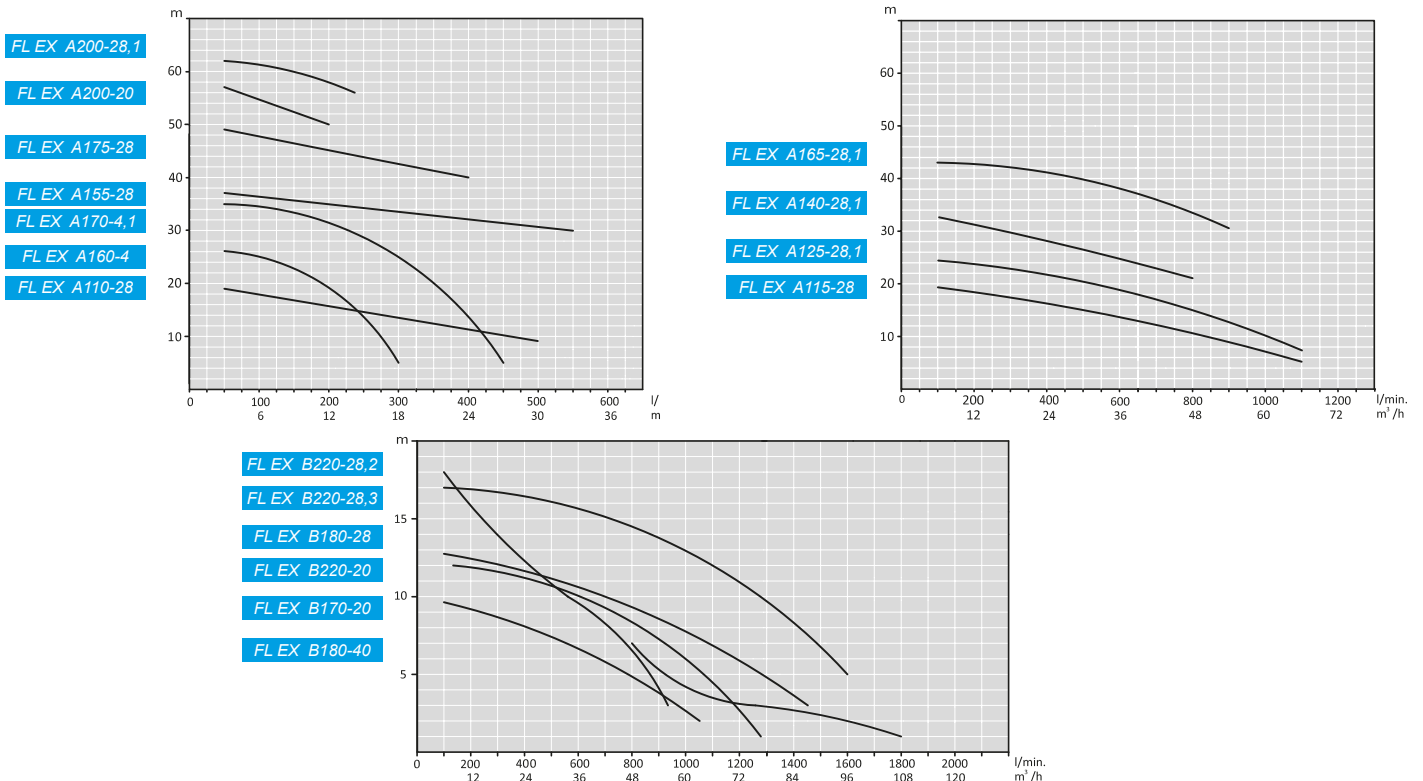 m
FL EX A200-28,1
60
FL EX A200-20
50
FL EX A175-28
40
FL EX A155-28
FL EX A170-4,1
30
FL EX A160-4
20
FL EX A110-28
10
0 100 200 300 400 500 600 l/
6 12 18 24 30 36 m
m
60
50
FL EX A165-28,1
40
FL EX A140-28,1
30
FL EX A125-28,1
20
FL EX A115-28
10
0 200 400 600 800 1000 1200 l/min.
12 24 36 48 60 72 m³/h
m
FL EX B220-28,2
FL EX B220-28,3
15
FL EX B180-28
FL EX B220-20
10
FL EX B170-20
FL EX B180-40
5
0 200 400 600 800 1000 1200 1400 1600 1800 2000 l/min.
12 24 36 48 60 72 84 96 108 120 m³/h